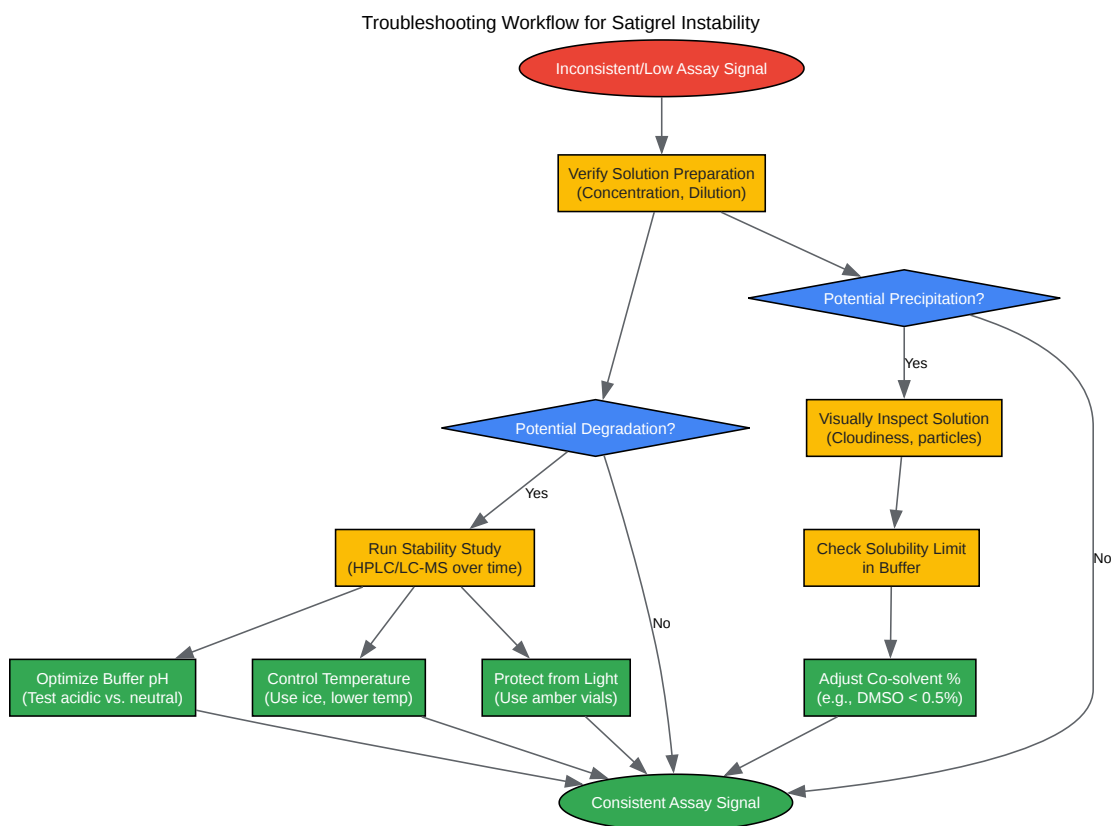 Troubleshooting Workflow for Satigrel Instability
Inconsistent/Low Assay Signal
Verify Solution Preparation
(Concentration, Dilution)
Potential Precipitation?
Yes
Visually Inspect Solution
(Cloudiness, particles)
Potential Degradation?
Yes
Run Stability Study
(HPLC/LC-MS over time)
Check Solubility Limit
in Buffer
No
No
Optimize Buffer pH
(Test acidic vs. neutral)
Control Temperature
(Use ice, lower temp)
Protect from Light
(Use amber vials)
Adjust Co-solvent %
(e.g., DMSO < 0.5%)
Consistent Assay Signal